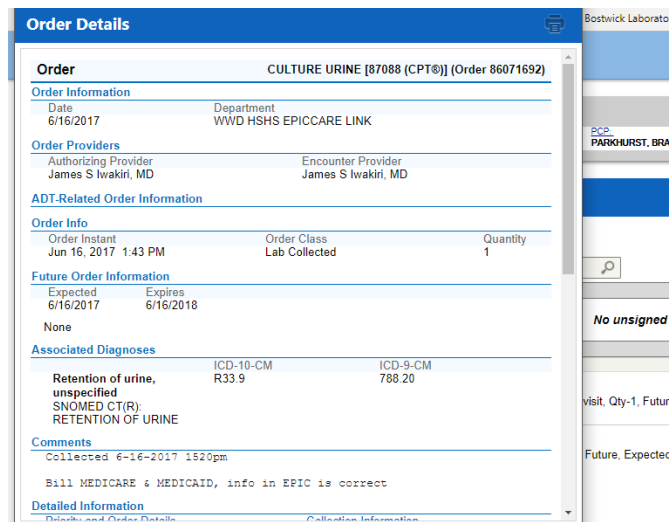 Order Details
Bostwick Laborato
Order CULTURE URINE [87088 (CPT®)] (Order 86071692)
Order Information
Date Department
6/16/2017 WWD HSHS EPICCARE LINK
PCP:
PARKHURST, BRA
Order Providers
Authorizing Provider Encounter Provider
James S Iwakiri, MD James S Iwakiri, MD
ADT-Related Order Information
Order Info
Order Instant Order Class Quantity
Jun 16, 2017 1:43 PM Lab Collected 1
Future Order Information
Expected Expires
6/16/2017 6/16/2018
None
No unsigned
Associated Diagnoses
ICD-10-CM ICD-9-CM
Retention of urine, R33.9 788.20
unspecified
SNOMED CT(R):
RETENTION OF URINE
visit, Qty-1, Futur
Comments
Collected 6-16-2017 1520pm
Future, Expected
Bill MEDICARE & MEDICAID, info in EPIC is correct
Detailed Information
Priority and Order Details Collection Information